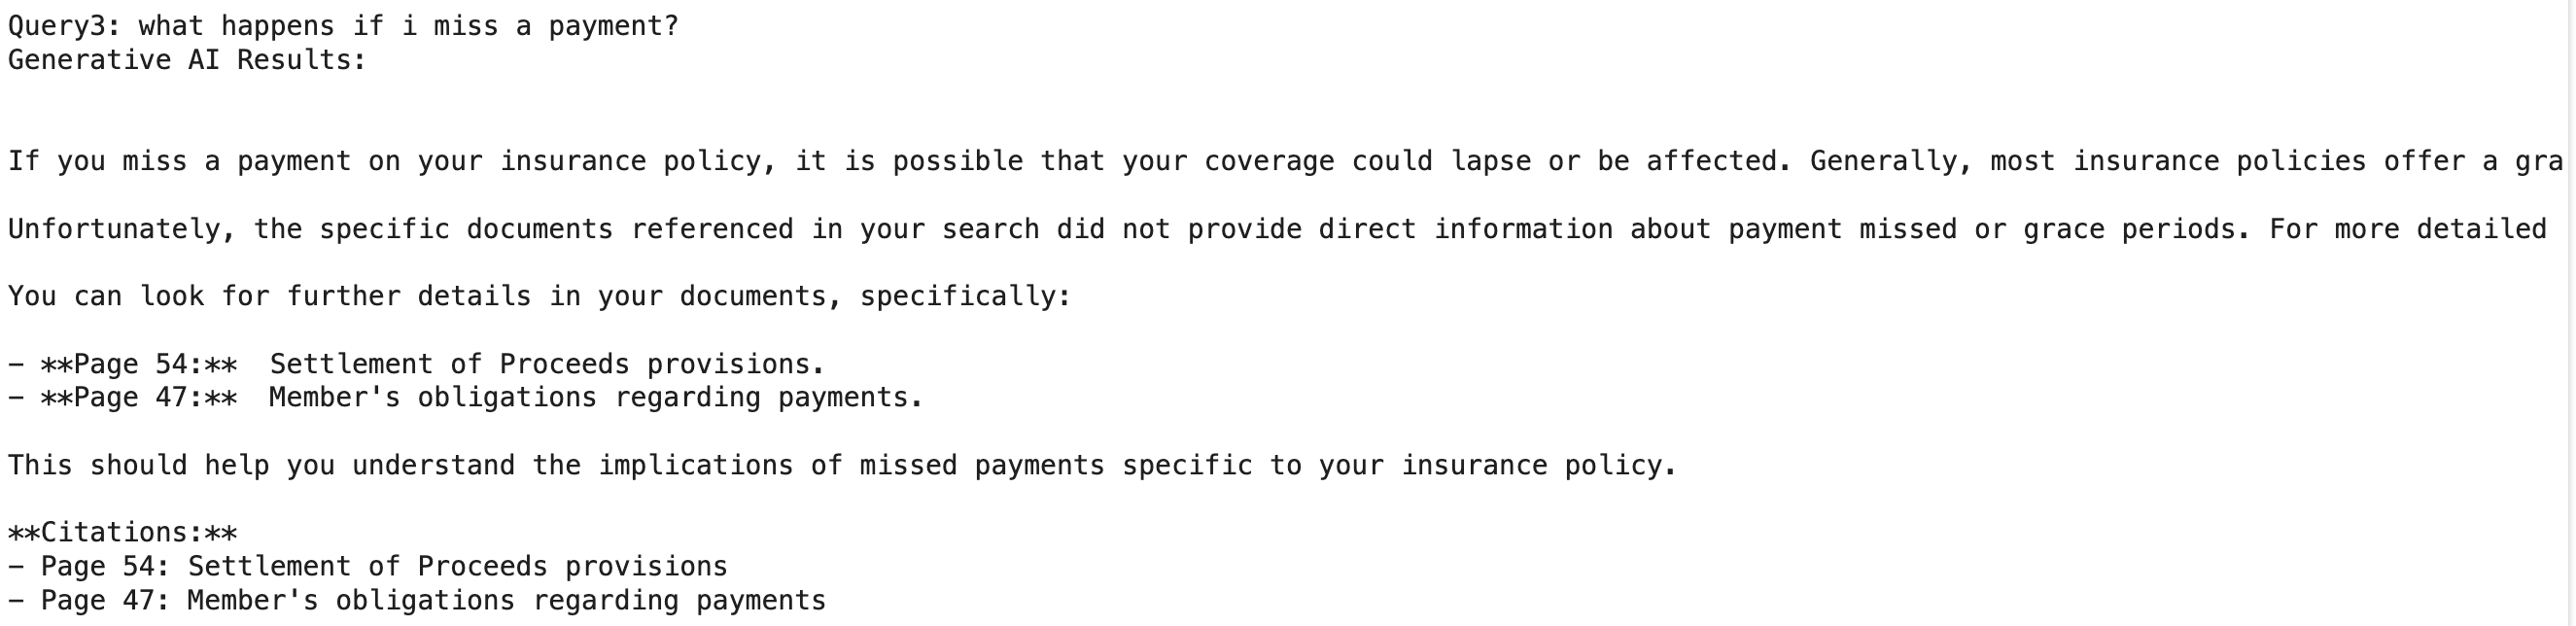 Query3: what happens if i miss a payment?
Generative AI Results:
If you miss a payment on your insurance policy, it is possible that your coverage could lapse or be affected. Generally, most insurance policies offer a gra
Unfortunately, the specific documents referenced in your search did not provide direct information about payment missed or grace periods. For more detailed
You can look for further details in your documents, specifically:
– **Page 54:**  Settlement of Proceeds provisions.
– **Page 47:**  Member's obligations regarding payments.
This should help you understand the implications of missed payments specific to your insurance policy.
**Citations:**
– Page 54: Settlement of Proceeds provisions
– Page 47: Member's obligations regarding payments